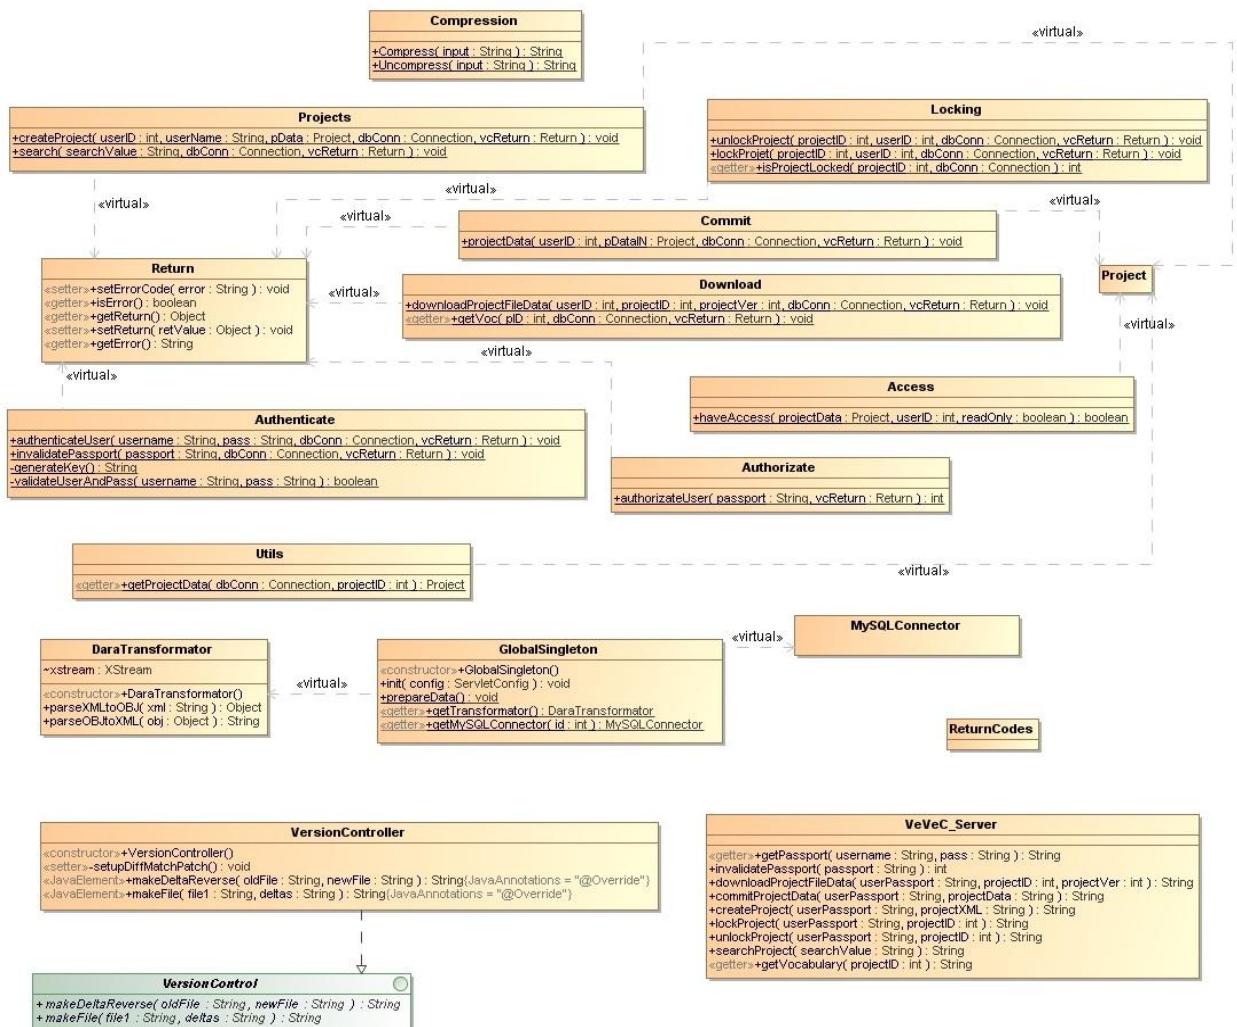 Compression
+Compress( input : String ) : String
+Uncompress( input : String ) : String
«virtual»
Projects
+createProject( userID : int, userName : String, pData : Project, dbConn : Connection, vcReturn : Return ) : void
+search( searchValue : String, dbConn : Connection, vcReturn : Return ) : void
Locking
+unlockProject( projectID : int, userID : int, dbConn : Connection, vcReturn : Return ) : void
+lockProjet( projectID : int, userID : int, dbConn : Connection, vcReturn : Return ) : void
«getter»+isProjectLocked( projectID : int, dbConn : Connection ) : int
«virtual»
«virtual»
«virtual»
Commit
+projectData( userID : int, pDataIN : Project, dbConn : Connection, vcReturn : Return ) : void
«virtual»
Return
«setter»+setErrorCode( error : String ) : void
«getter»+isError() : boolean
«getter»+getReturn() : Object
«setter»+setReturn( retValue : Object ) : void
«getter»+getError() : String
«virtual»
Download
+downloadProjectFileData( userID : int, projectID : int, projectVer : int, dbConn : Connection, vcReturn : Return ) : void
«getter»+getVoc( pID : int, dbConn : Connection, vcReturn : Return ) : void
Project
«virtual»
«virtual»
«virtual»
«virtual»
Access
+haveAccess( projectData : Project, userID : int, readOnly : boolean ) : boolean
Authenticate
+authenticateUser( username : String, pass : String, dbConn : Connection, vcReturn : Return ) : void
+invalidatePassport( passport : String, dbConn : Connection, vcReturn : Return ) : void
-generateKey() : String
-validateUserAndPass( username : String, pass : String ) : boolean
Authorizate
+authorizateUser( passport : String, vcReturn : Return ) : int
Utils
«getter»+getProjectData( dbConn : Connection, projectID : int ) : Project
«virtual»
DaraTransformator
~xstream : XStream
«constructor»+DaraTransformator()
+parseXMLtoOBJ( xml : String ) : Object
+parseOBJtoXML( obj : Object ) : String
«virtual»
GlobalSingleton
«constructor»+GlobalSingleton()
+init( config : ServletConfig ) : void
+prepareData() : void
«getter»+getTransformator() : DaraTransformator
«getter»+getMySQLConnector( id : int ) : MySQLConnector
«virtual»
MySQLConnector
ReturnCodes
VersionController
«constructor»+VersionController()
«setter»-setupDiffMatchPatch() : void
«JavaElement»+makeDeltaReverse( oldFile : String, newFile : String ) : String{JavaAnnotations = "@Override"}
«JavaElement»+makeFile( file1 : String, deltas : String ) : String{JavaAnnotations = "@Override"}
VeVeC_Server
«getter»+getPassport( username : String, pass : String ) : String
+invalidatePassport( passport : String ) : int
+downloadProjectFileData( userPassport : String, projectID : int, projectVer : int ) : String
+commitProjectData( userPassport : String, projectData : String ) : String
+createProject( userPassport : String, projectXML : String ) : String
+lockProject( userPassport : String, projectID : int ) : String
+unlockProject( userPassport : String, projectID : int ) : String
+searchProject( searchValue : String ) : String
«getter»+getVocabulary( projectID : int ) : String
VersionControl
+ makeDeltaReverse( oldFile : String, newFile : String ) : String
+ makeFile( file1 : String, deltas : String ) : String